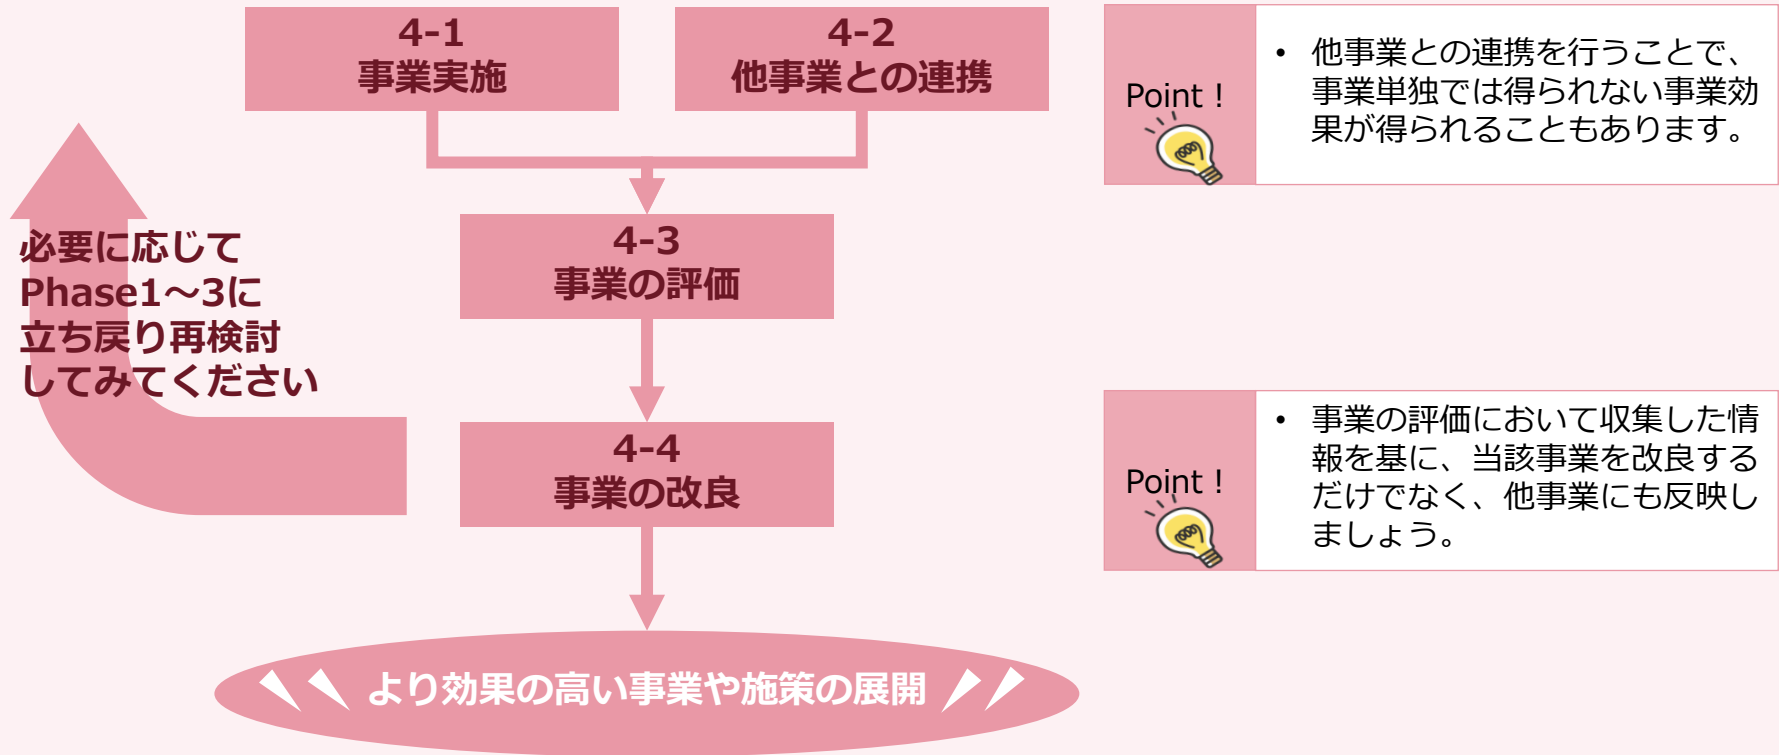 4-1
事業実施
4-2
他事業との連携
Point！
• 他事業との連携を行うことで、
事業単独では得られない事業効
果が得られることもあります。
必要に応じて
Phase1～3に
立ち戻り再検討
してみてください
4-3
事業の評価
4-4
事業の改良
Point！
• 事業の評価において収集した情
報を基に、当該事業を改良する
だけでなく、他事業にも反映し
ましょう。
より効果の高い事業や施策の展開